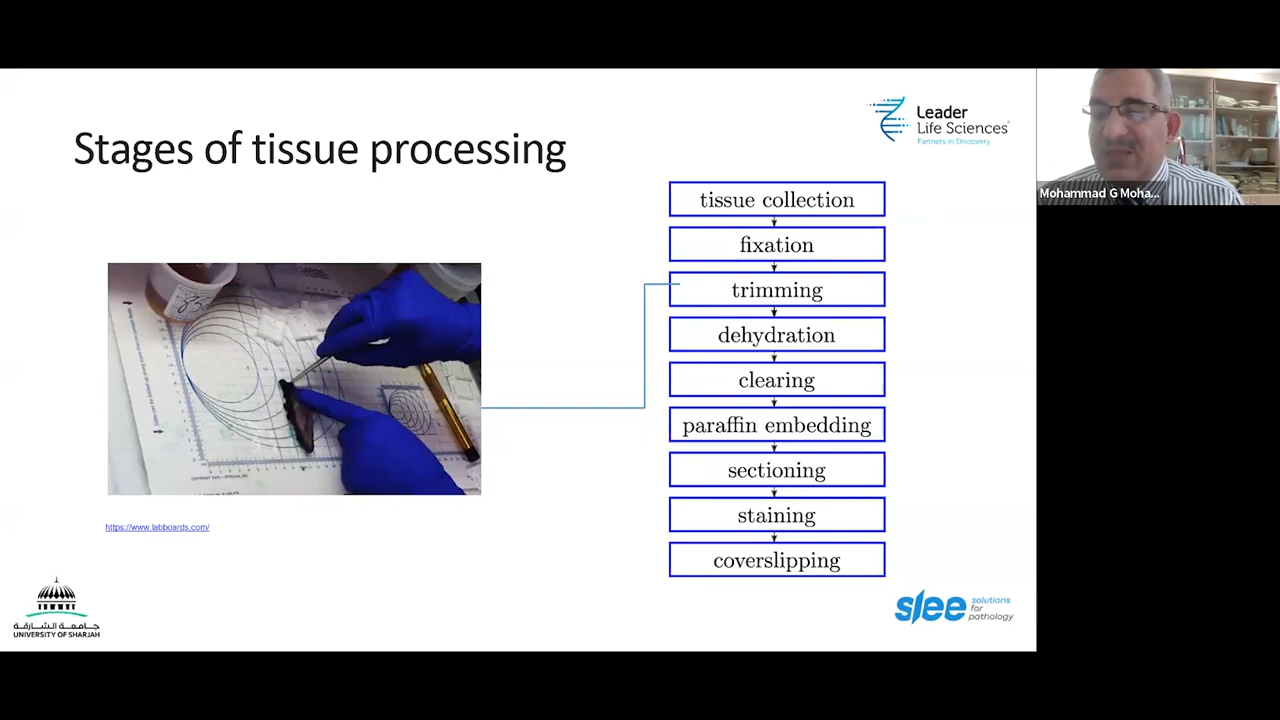 Stages of tissue processing
Leader
Life Sciences
Partners in Discovery
Mohammad G Moha...
tissue collection
fixation
trimming
dehydration
clearing
paraffin embedding
sectioning
staining
coverslipping
https://www.labboards.com/
جامعة الشارقة
UNIVERSITY OF SHARJAH
slee solutions
for
pathology